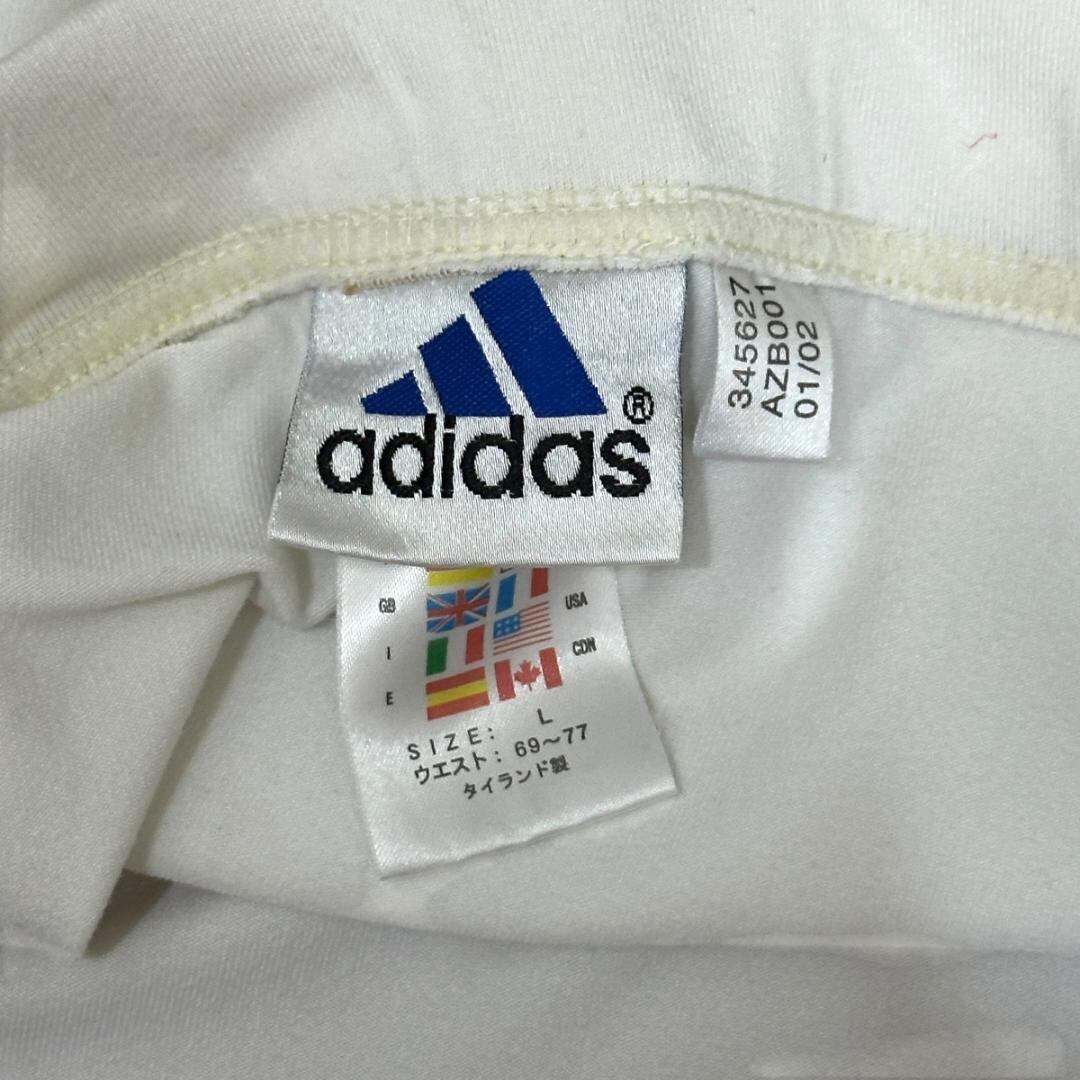 adidas®
345627
AZB001
01/02
GB
USA
I
CDN
E
SIZE: L
ウエスト: 69~77
タイランド製